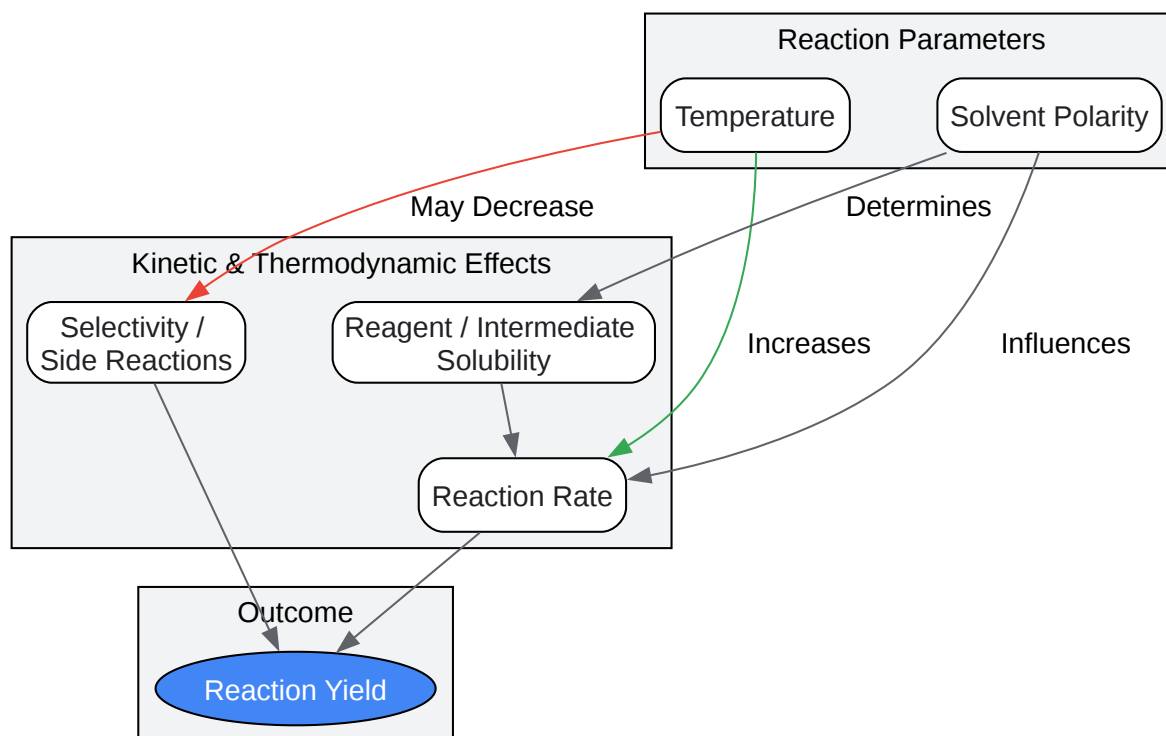 Reaction Parameters
Temperature
Solvent Polarity
May Decrease
Determines
Kinetic & Thermodynamic Effects
Selectivity /
Side Reactions
Reagent / Intermediate
Solubility
Increases
Influences
Reaction Rate
Outcome
Reaction Yield